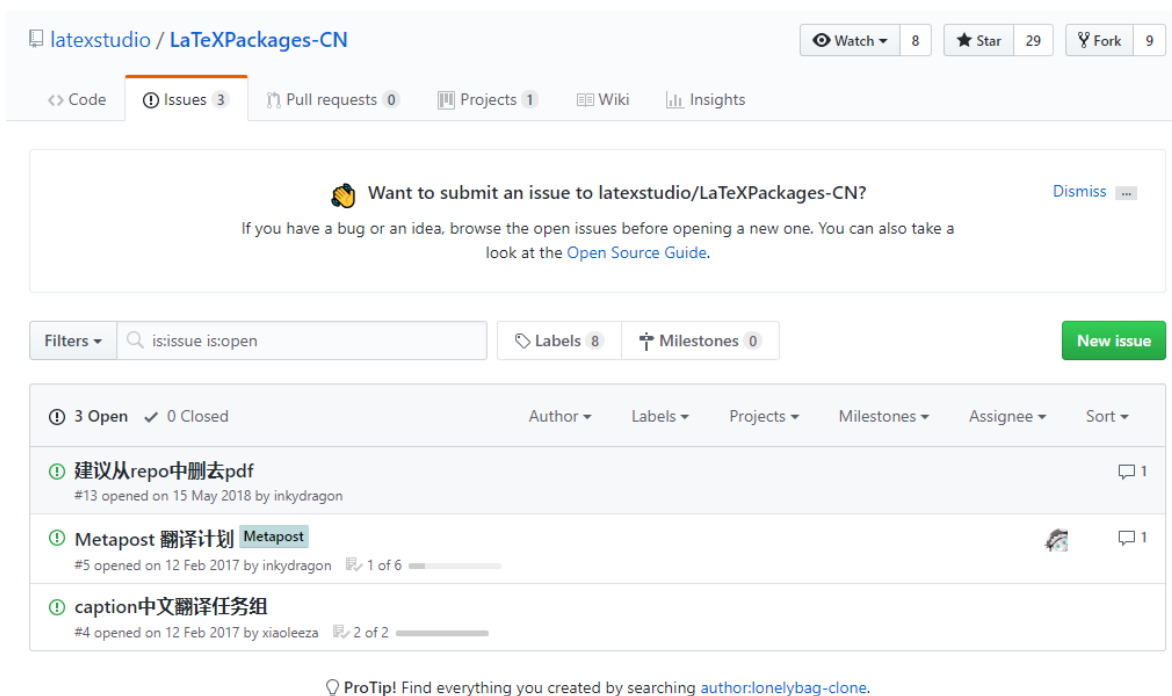 latexstudio / LaTeXPackages-CN Watch 8 Star 29 Fork 9
Code Issues 3 Pull requests 0 Projects 1 Wiki Insights
Want to submit an issue to latexstudio/LaTeXPackages-CN? Dismiss ...
If you have a bug or an idea, browse the open issues before opening a new one. You can also take a
look at the Open Source Guide.
Filters is:issue is:open Labels 8 Milestones 0 New issue
3 Open 0 Closed Author Labels Projects Milestones Assignee Sort
建议从repo中删去pdf 1
#13 opened on 15 May 2018 by inkydragon
Metapost 翻译计划 Metapost 1
#5 opened on 12 Feb 2017 by inkydragon 1 of 6
caption中文翻译任务组
#4 opened on 12 Feb 2017 by xiaoleeza 2 of 2
ProTip! Find everything you created by searching author:lonelybag-clone.